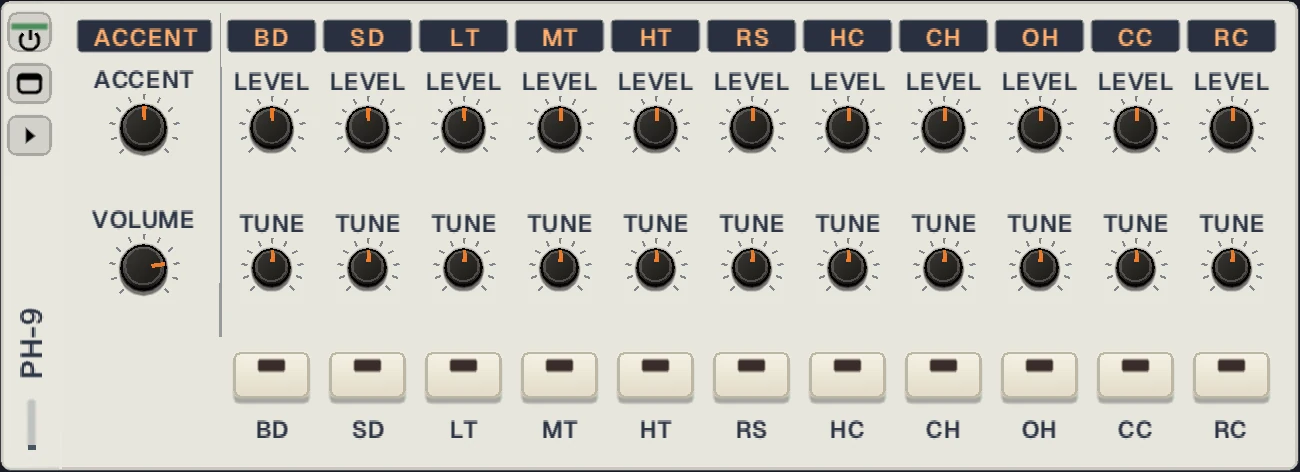 ACCENT BD SD LT MT HT RS HC CH OH CC RC
ACCENT LEVEL LEVEL LEVEL LEVEL LEVEL LEVEL LEVEL LEVEL LEVEL LEVEL LEVEL
VOLUME TUNE TUNE TUNE TUNE TUNE TUNE TUNE TUNE TUNE TUNE TUNE
PH-9
BD SD LT MT HT RS HC CH OH CC RC